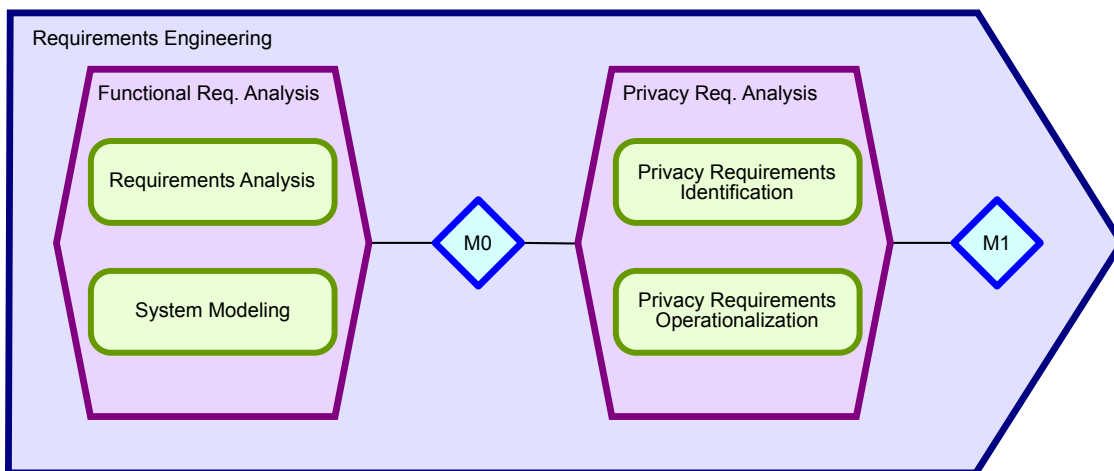 Requirements Engineering
Functional Req. Analysis
Requirements Analysis
System Modeling
M0
Privacy Req. Analysis
Privacy Requirements
Identification
Privacy Requirements
Operationalization
M1